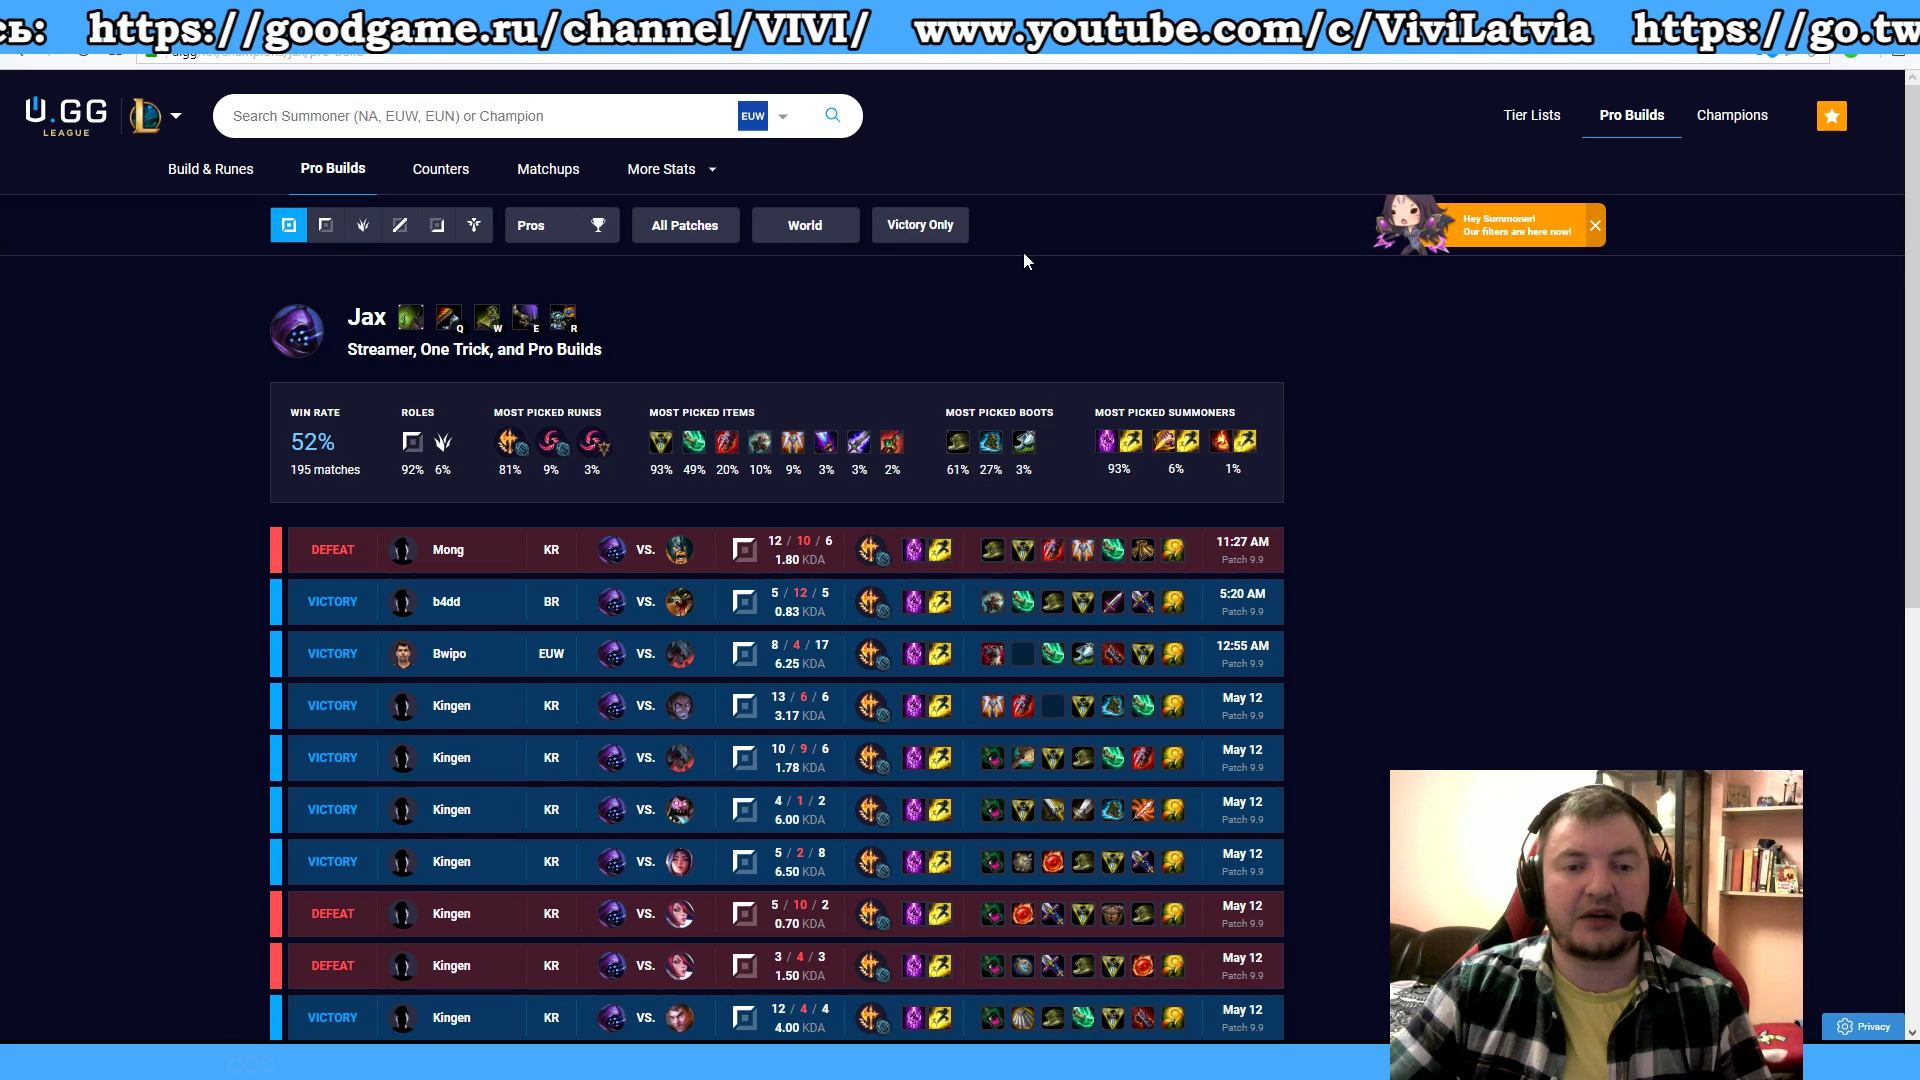 сь: https://goodgame.ru/channel/VIVI/ www.youtube.com/c/ViviLatvia https://go.tw
U.GG
LEAGUE
Search Summoner (NA, EUW, EUN) or Champion
EUW
Tier Lists
Pro Builds
Champions
Build & Runes
Pro Builds
Counters
Matchups
More Stats
Pros
All Patches
World
Victory Only
Hey Summoner!
Our filters are here now!
Jax
Q
W
E
R
Streamer, One Trick, and Pro Builds
WIN RATE
ROLES
MOST PICKED RUNES
MOST PICKED ITEMS
MOST PICKED BOOTS
MOST PICKED SUMMONERS
52%
195 matches
92% 6%
81% 9% 3%
93% 49% 20% 10% 9% 3% 3% 2%
61% 27% 3%
93% 6% 1%
DEFEAT Mong KR VS. 12 / 10 / 6 11:27 AM
1.80 KDA Patch 9.9
VICTORY b4dd BR VS. 5 / 12 / 5 5:20 AM
0.83 KDA Patch 9.9
VICTORY Bwipo EUW VS. 8 / 4 / 17 12:55 AM
6.25 KDA Patch 9.9
VICTORY Kingen KR VS. 13 / 6 / 6 May 12
3.17 KDA Patch 9.9
VICTORY Kingen KR VS. 10 / 9 / 6 May 12
1.78 KDA Patch 9.9
VICTORY Kingen KR VS. 4 / 1 / 2 May 12
6.00 KDA Patch 9.9
VICTORY Kingen KR VS. 5 / 2 / 8 May 12
6.50 KDA Patch 9.9
DEFEAT Kingen KR VS. 5 / 10 / 2 May 12
0.70 KDA Patch 9.9
DEFEAT Kingen KR VS. 3 / 4 / 3 May 12
1.50 KDA Patch 9.9
VICTORY Kingen KR VS. 12 / 4 / 4 May 12
4.00 KDA Patch 9.9
Privacy